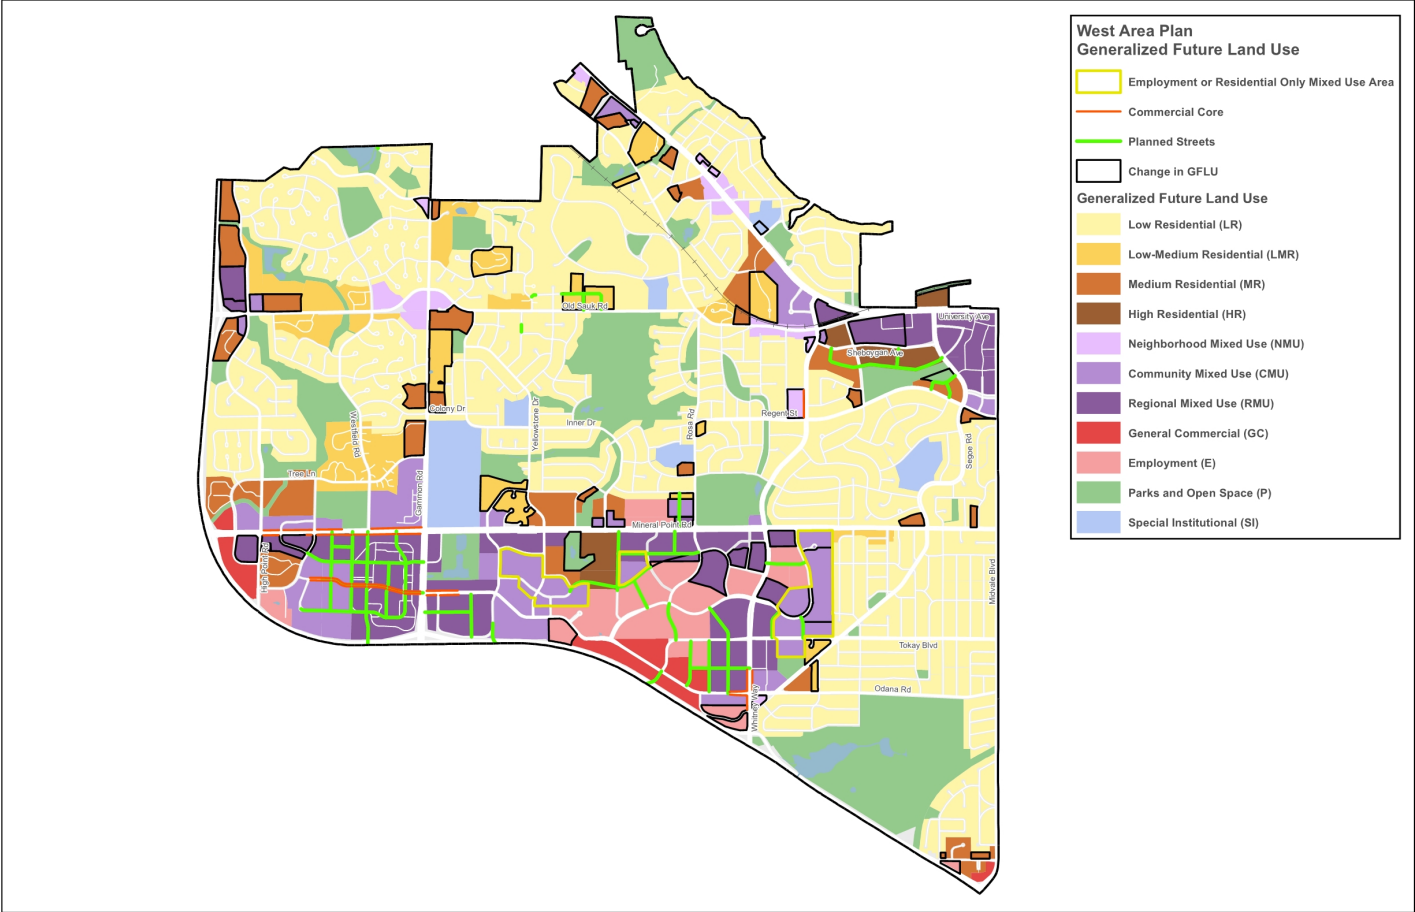 West Area Plan
Generalized Future Land Use
Employment or Residential Only Mixed Use Area
Commercial Core
Planned Streets
Change in GFLU
Generalized Future Land Use
Low Residential (LR)
Low-Medium Residential (LMR)
Medium Residential (MR)
High Residential (HR)
Neighborhood Mixed Use (NMU)
Community Mixed Use (CMU)
Regional Mixed Use (RMU)
General Commercial (GC)
Employment (E)
Parks and Open Space (P)
Special Institutional (SI)
Old Sauk Rd
University Ave
Sheboygan Ave
Colony Dr
Regent St
Inner Dr
Yellowstone Dr
Rosa Rd
Westfield Rd
Segoe Rd
Tree Ln
Gammon Rd
Mineral Point Rd
High Point Rd
Midvale Blvd
Tokay Blvd
Odana Rd
Whitney Way